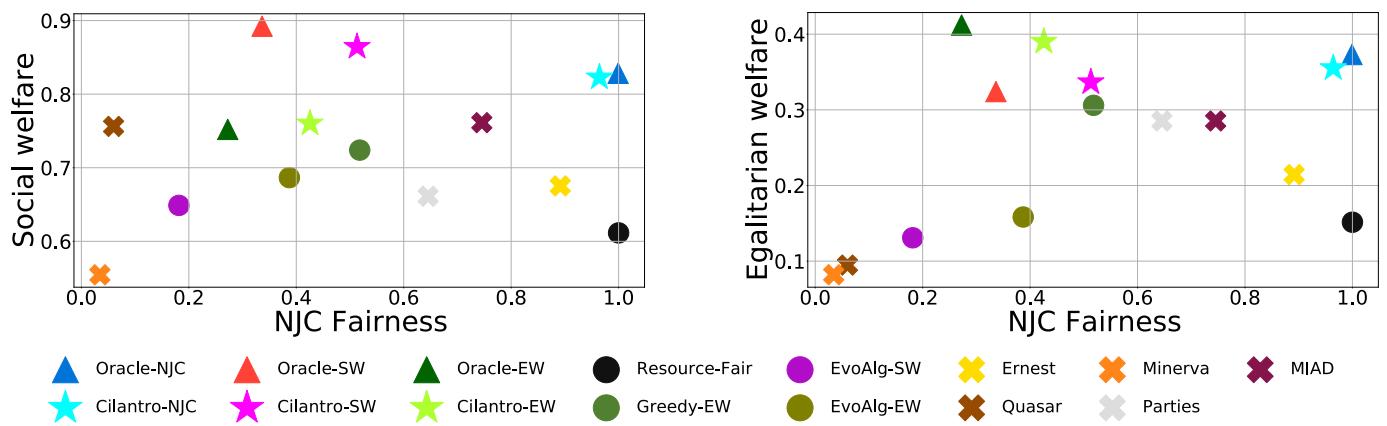 Social welfare
0.9
0.8
0.7
0.6
0.0 0.2 0.4 0.6 0.8 1.0
NJC Fairness
Egalitarian welfare
0.4
0.3
0.2
0.1
0.0 0.2 0.4 0.6 0.8 1.0
NJC Fairness
Oracle-NJC Oracle-SW Oracle-EW Resource-Fair EvoAlg-SW Ernest Minerva MIAD
Cilantro-NJC Cilantro-SW Cilantro-EW Greedy-EW EvoAlg-EW Quasar Parties